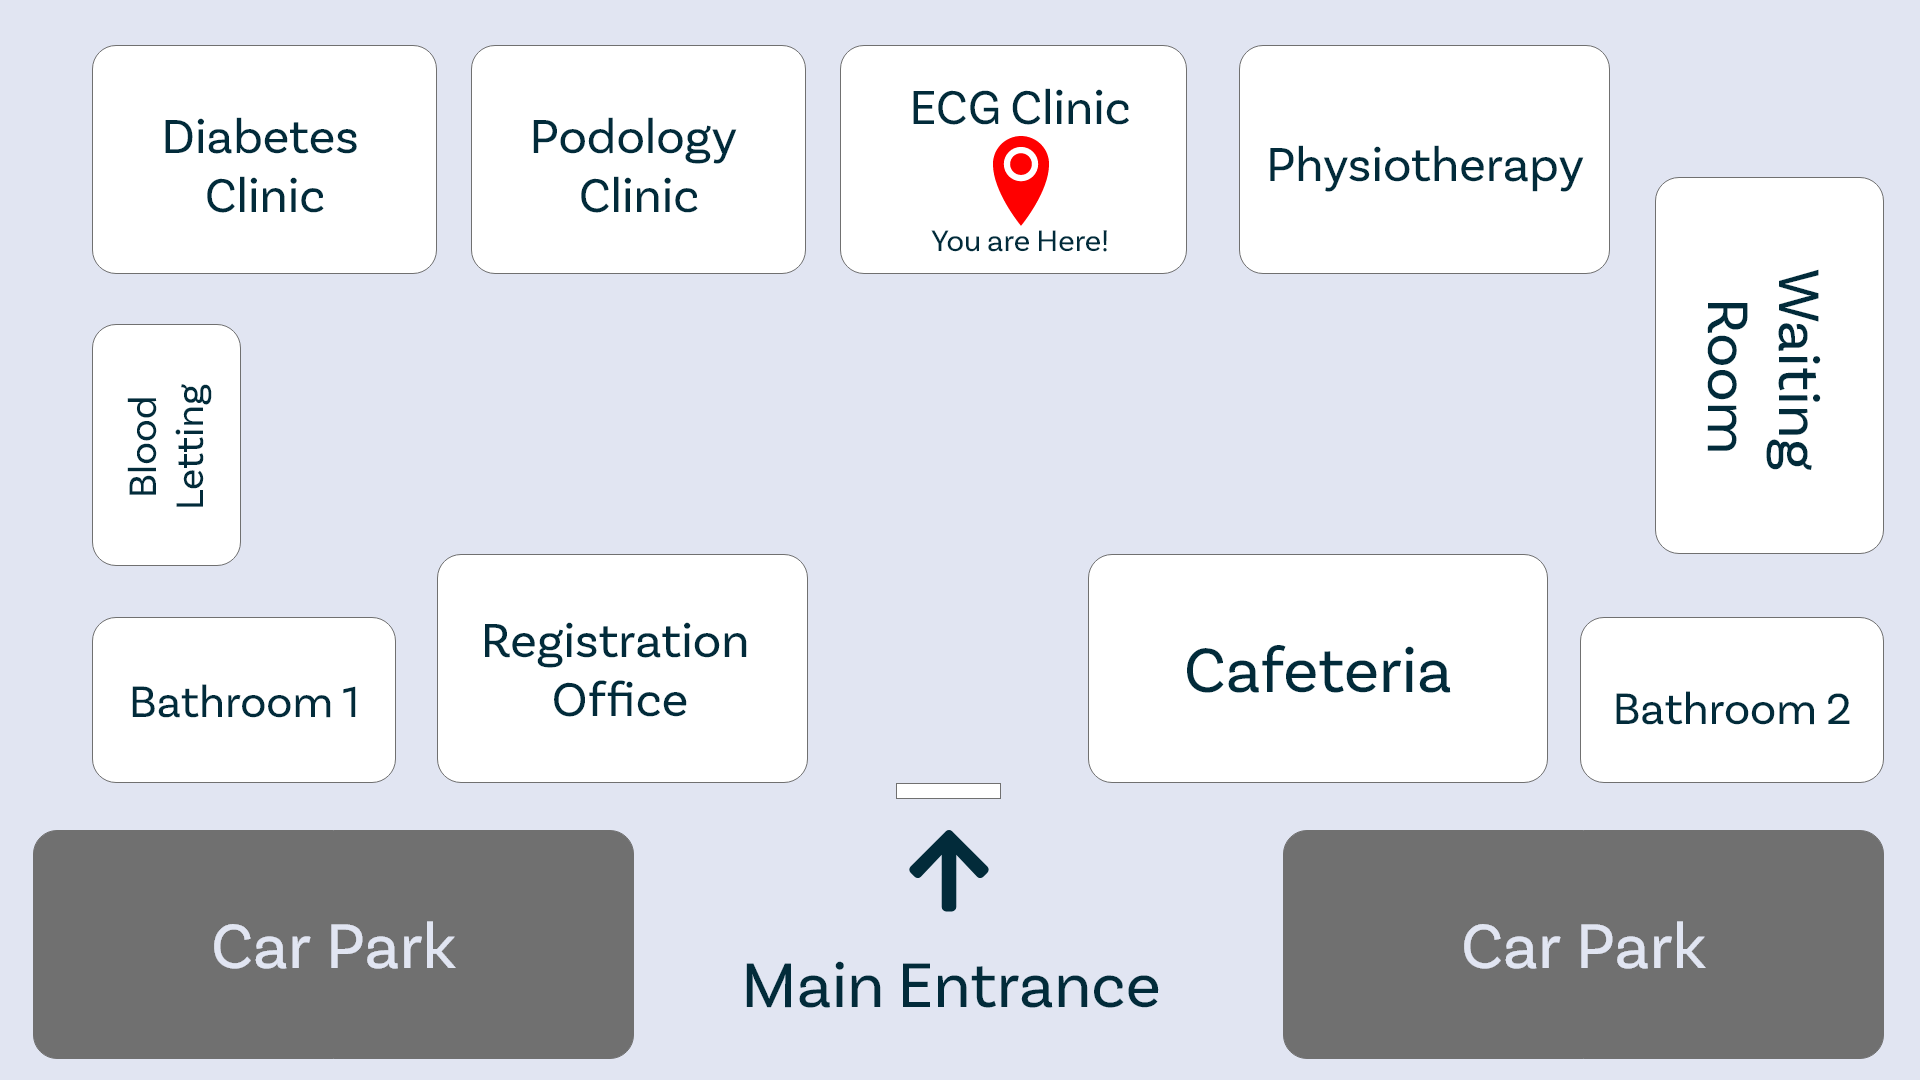 Diabetes
Clinic
Podology
Clinic
ECG Clinic
You are Here!
Physiotherapy
Waiting
Room
Blood
Letting
Bathroom 1
Registration
Office
Cafeteria
Bathroom 2
Car Park
Main Entrance
Car Park